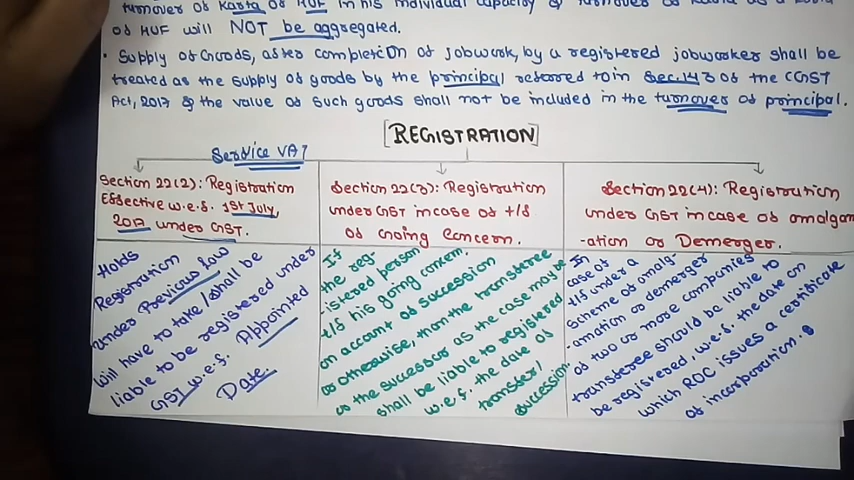 turnover of Karta of HUF in his individual capacity & turnover of Karta as a Karta
of HUF will NOT be aggregated.
• Supply of Goods, after completion of jobwork, by a registered jobworker shall be
treated as the supply of goods by the principal referred to in Sec.143 of the CGST
Act, 2017 & the value of such goods shall not be included in the turnover of principal.
[REGISTRATION]
Service VAT
Section 22(2): Registration
Effective w.e.f. 1st July,
2017 under GST.
Holds
Registration
under Previous Law
will have to take/shall be
liable to be registered under
GST w.e.f. Appointed
Date.
Section 22(3): Registration
under GST in case of t/f
of Going Concern.
If
the reg-
-istered person
t/f his going concern
on account of succession
or otherwise, than the transferee
or the successor as the case may be
shall be liable to registered
w.e.f. the date of
transfer/
succession.
Section 22(4): Registration
under GST in case of amalgam
-ation or Demerger.
In
case of
t/f under a
Scheme of amalg-
-amation or demerger
of two or more companies
transferee should be liable to
be registered, w.e.f. the date on
which ROC issues a certificate
of incorporation.